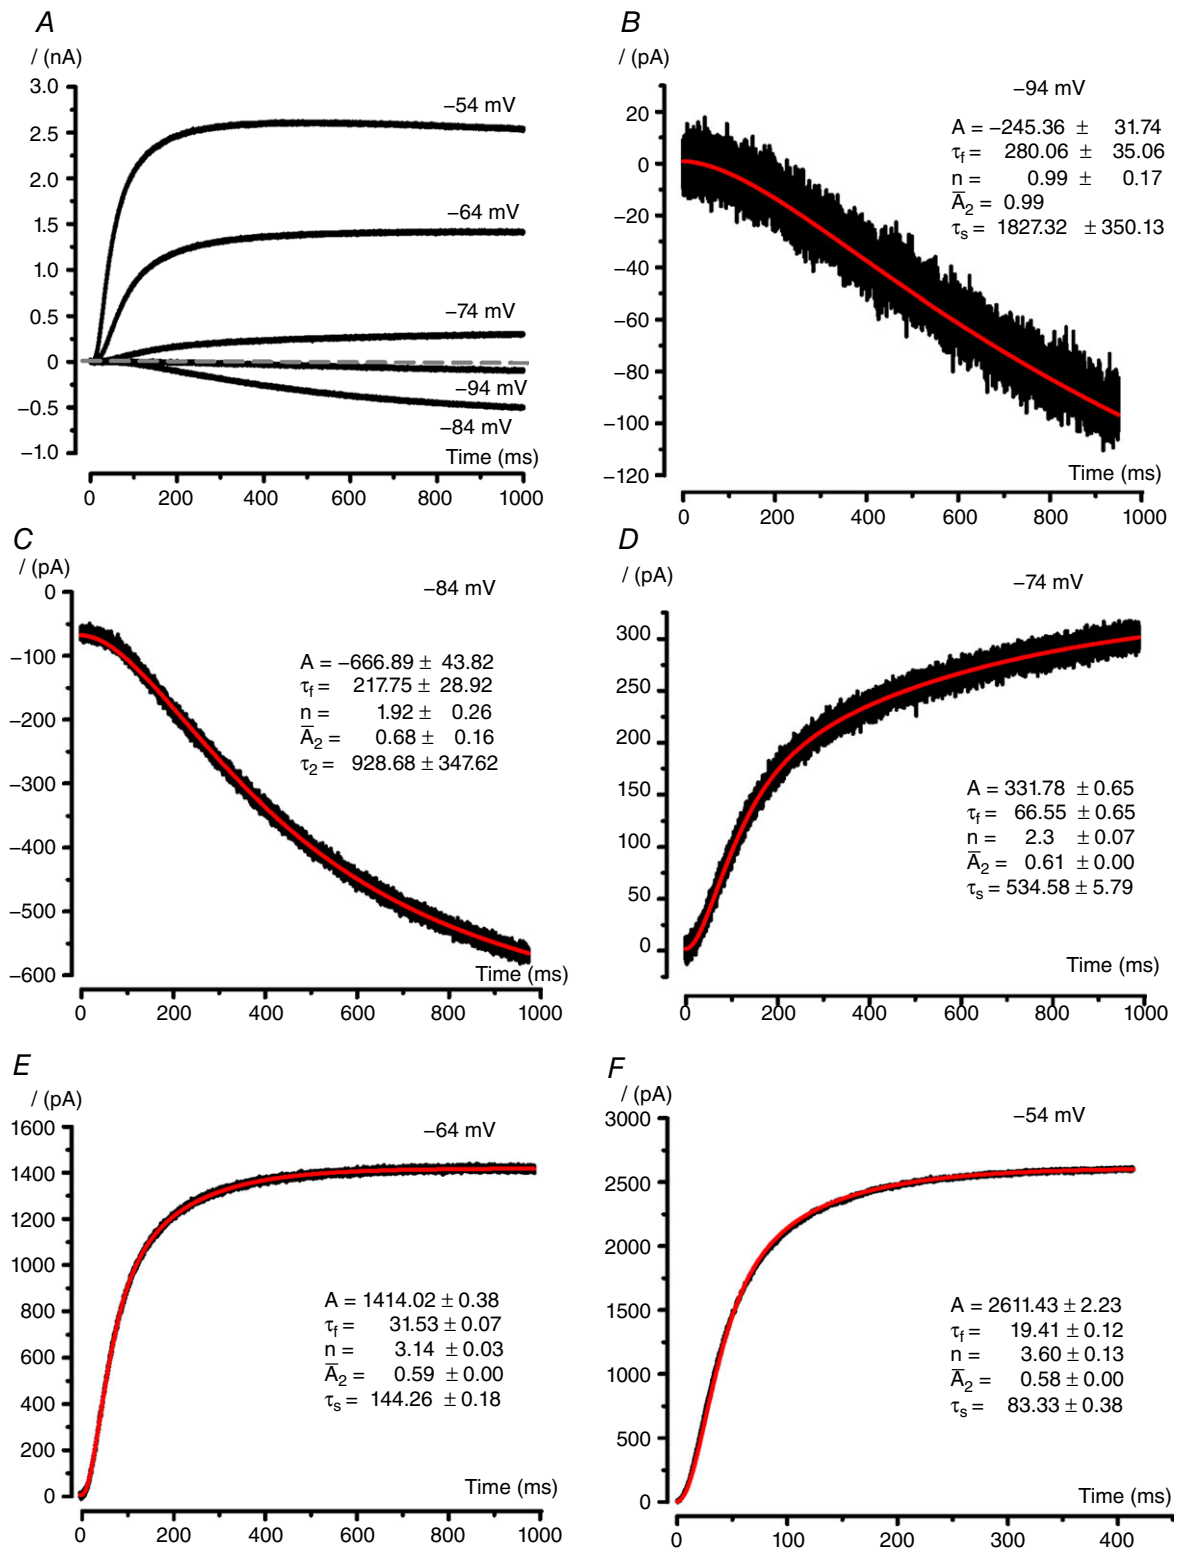 A
I (nA)
3.0
2.5
2.0
1.5
1.0
0.5
0
−0.5
−1.0
−54 mV
−64 mV
−74 mV
−94 mV
−84 mV
Time (ms)
0 200 400 600 800 1000
B
I (pA)
20
0
−20
−40
−60
−80
−100
−120
−94 mV
A = −245.36 ± 31.74
τf = 280.06 ± 35.06
n = 0.99 ± 0.17
A̅2 = 0.99
τs = 1827.32 ± 350.13
Time (ms)
0 200 400 600 800 1000
C
I (pA)
0
−100
−200
−300
−400
−500
−600
−84 mV
A = −666.89 ± 43.82
τf = 217.75 ± 28.92
n = 1.92 ± 0.26
A̅2 = 0.68 ± 0.16
τ2 = 928.68 ± 347.62
Time (ms)
0 200 400 600 800 1000
D
I (pA)
300
250
200
150
100
50
0
−74 mV
A = 331.78 ± 0.65
τf = 66.55 ± 0.65
n = 2.3 ± 0.07
A̅2 = 0.61 ± 0.00
τs = 534.58 ± 5.79
Time (ms)
0 200 400 600 800 1000
E
I (pA)
1600
1400
1200
1000
800
600
400
200
0
−64 mV
A = 1414.02 ± 0.38
τf = 31.53 ± 0.07
n = 3.14 ± 0.03
A̅2 = 0.59 ± 0.00
τs = 144.26 ± 0.18
Time (ms)
0 200 400 600 800 1000
F
I (pA)
3000
2500
2000
1500
1000
500
0
−54 mV
A = 2611.43 ± 2.23
τf = 19.41 ± 0.12
n = 3.60 ± 0.13
A̅2 = 0.58 ± 0.00
τs = 83.33 ± 0.38
Time (ms)
0 100 200 300 400